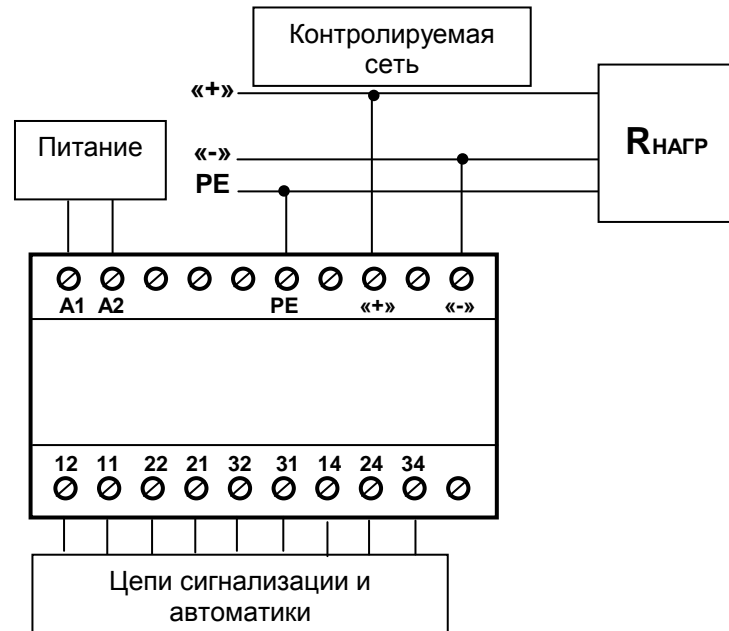 Контролируемая
сеть
«+»
Питание
«-»
PE
RНАГР
A1 A2 PE «+» «-»
12 11 22 21 32 31 14 24 34
Цепи сигнализации и
автоматики